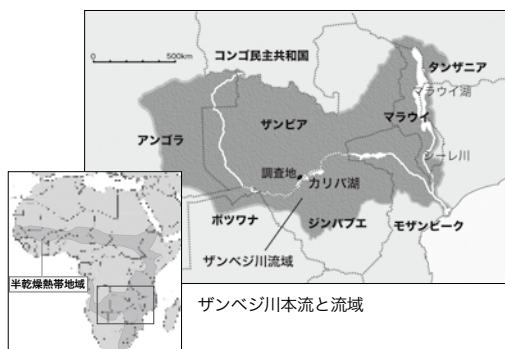 0
500km
コンゴ民主共和国
タンザニア
マラウイ湖
アンゴラ
ザンビア
マラウイ
シーレ川
調査地
カリバ湖
ボツワナ
ジンバブエ
モザンビーク
ザンベジ川流域
半乾燥熱帯地域
ザンベジ川本流と流域